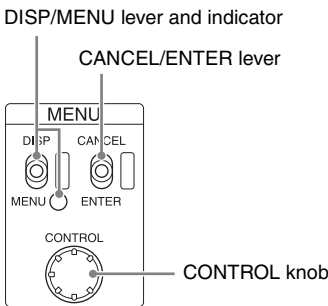 DISP/MENU lever and indicator
CANCEL/ENTER lever
MENU
DISP CANCEL
MENU ENTER
CONTROL
CONTROL knob